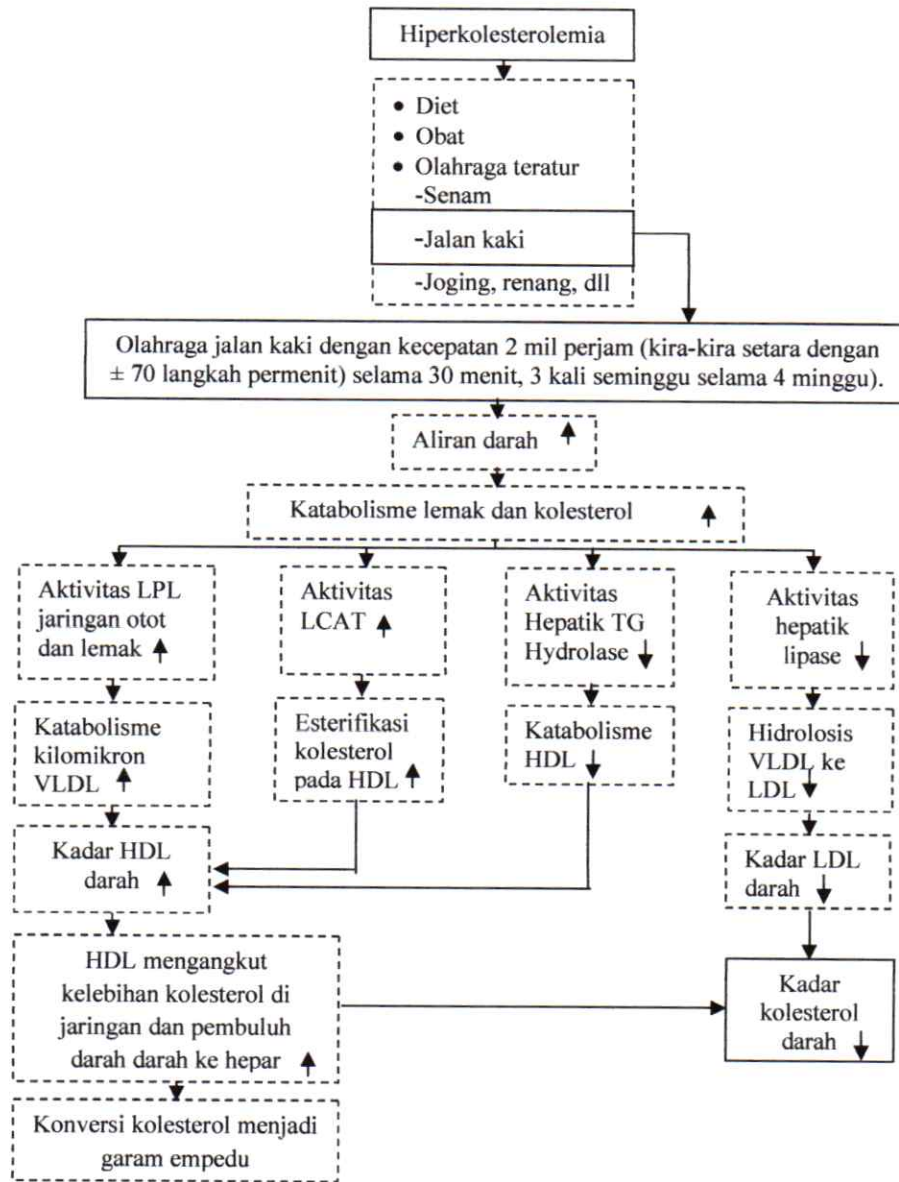 Hiperkolesterolemia
• Diet
• Obat
• Olahraga teratur
-Senam
-Jalan kaki
-Joging, renang, dll
Olahraga jalan kaki dengan kecepatan 2 mil perjam (kira-kira setara dengan
± 70 langkah permenit) selama 30 menit, 3 kali seminggu selama 4 minggu).
Aliran darah ↑
Katabolisme lemak dan kolesterol ↑
Aktivitas LPL
jaringan otot
dan lemak ↑
Aktivitas
LCAT ↑
Aktivitas
Hepatik TG
Hydrolase ↓
Aktivitas
hepatik
lipase ↓
Katabolisme
kilomikron
VLDL ↑
Esterifikasi
kolesterol
pada HDL ↑
Katabolisme
HDL ↓
Hidrolosis
VLDL ke
LDL ↓
Kadar HDL
darah ↑
Kadar LDL
darah ↓
HDL mengangkut
kelebihan kolesterol di
jaringan dan pembuluh
darah darah ke hepar ↑
Kadar
kolesterol
darah ↓
Konversi kolesterol menjadi
garam empedu